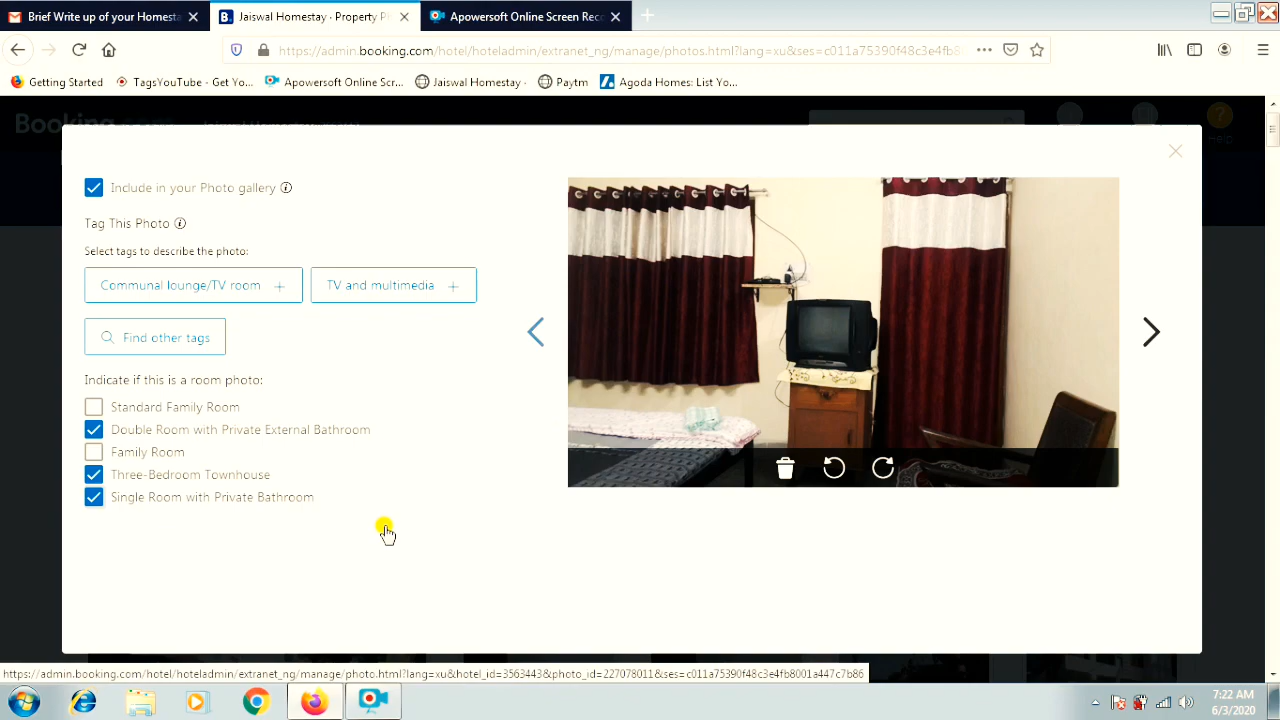 Brief Write up of your Homesta
Jaiswal Homestay · Property P
Apowersoft Online Screen Rec
https://admin.booking.com/hotel/hoteladmin/extranet_ng/manage/photos.html?lang=xu&ses=c011a75390f48c3e4fb8
Getting Started
TagsYouTube - Get Yo...
Apowersoft Online Scr...
Jaiswal Homestay -
Paytm
Agoda Homes: List Yo...
Booking.com
Help
Include in your Photo gallery
Tag This Photo
Select tags to describe the photo:
Communal lounge/TV room +
TV and multimedia +
Find other tags
Indicate if this is a room photo:
Standard Family Room
Double Room with Private External Bathroom
Family Room
Three-Bedroom Townhouse
Single Room with Private Bathroom
https://admin.booking.com/hotel/hoteladmin/extranet_ng/manage/photo.html?lang=xu&hotel_id=3563443&photo_id=227078011&ses=c011a75390f48c3e4fb8001a447c7b86
7:22 AM
6/3/2020